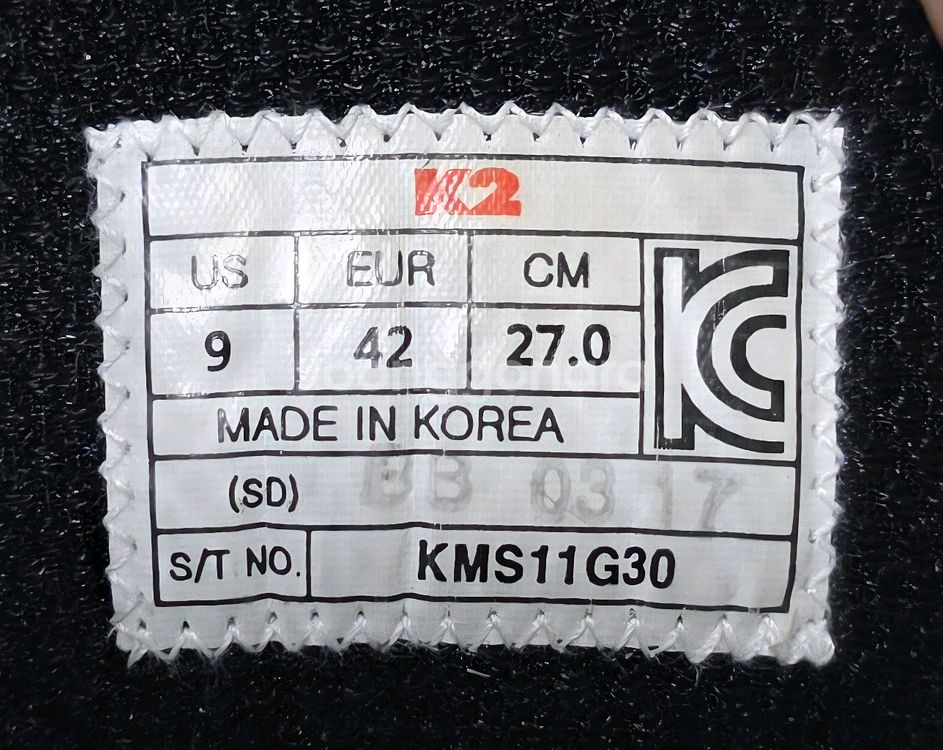 K2
US EUR CM
9 42 27.0
MADE IN KOREA
(SD) BB 03 17
S/T NO. KMS11G30